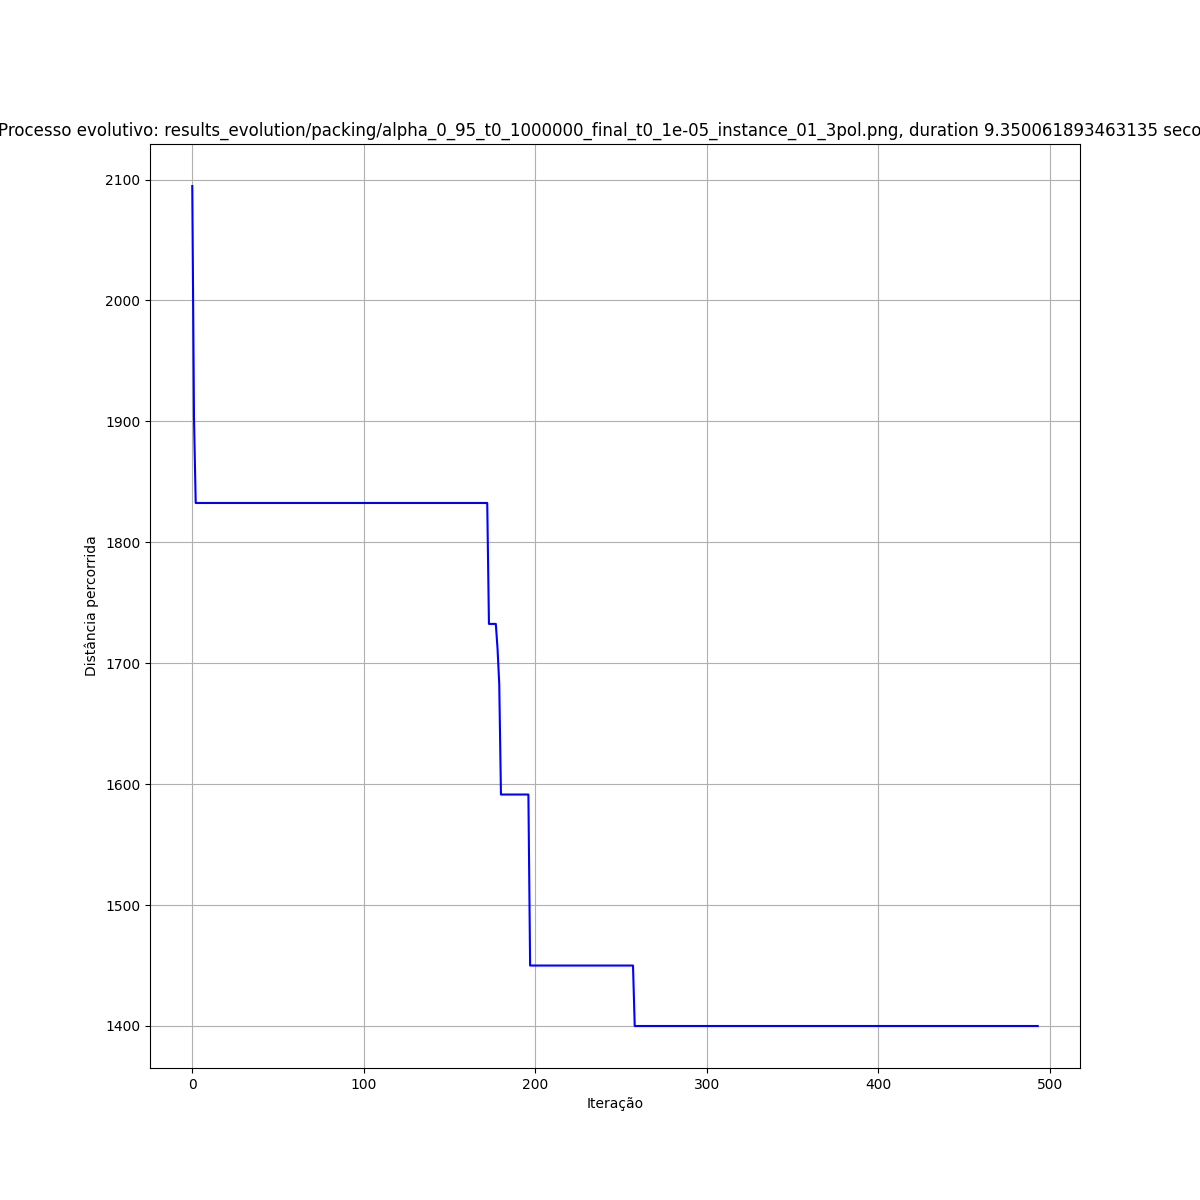 Processo evolutivo: results_evolution/packing/alpha_0_95_t0_1000000_final_t0_1e-05_instance_01_3pol.png, duration 9.350061893463135 seco
2100
2000
1900
1800
1700
1600
1500
1400
Distância percorrida
0 100 200 300 400 500
Iteração